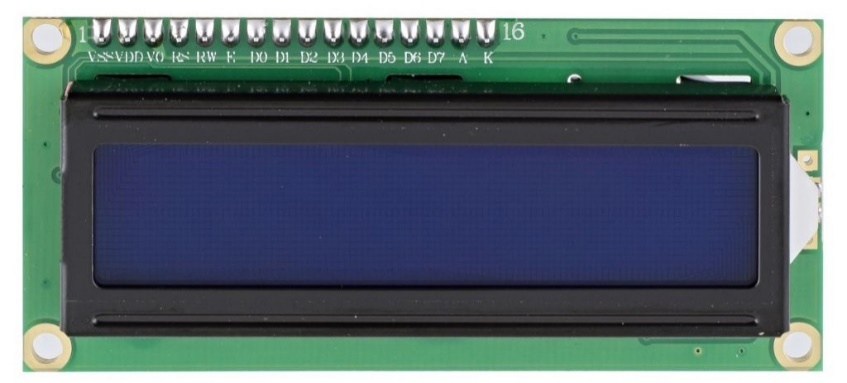 1 16
VSS VDD V0 RS RW E D0 D1 D2 D3 D4 D5 D6 D7 A K